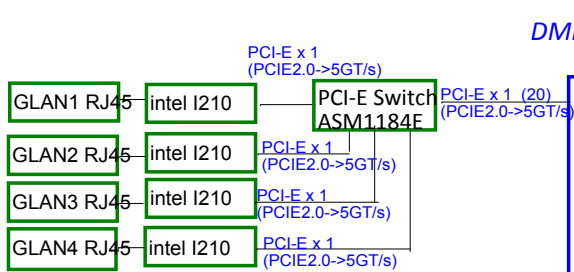 DMI
PCI-E x 1
(PCIE2.0->5GT/s)
GLAN1 RJ45
intel I210
PCI-E Switch
ASM1184E
PCI-E x 1 (20)
(PCIE2.0->5GT/s)
GLAN2 RJ45
intel I210
PCI-E x 1
(PCIE2.0->5GT/s)
GLAN3 RJ45
intel I210
PCI-E x 1
(PCIE2.0->5GT/s)
GLAN4 RJ45
intel I210
PCI-E x 1
(PCIE2.0->5GT/s)